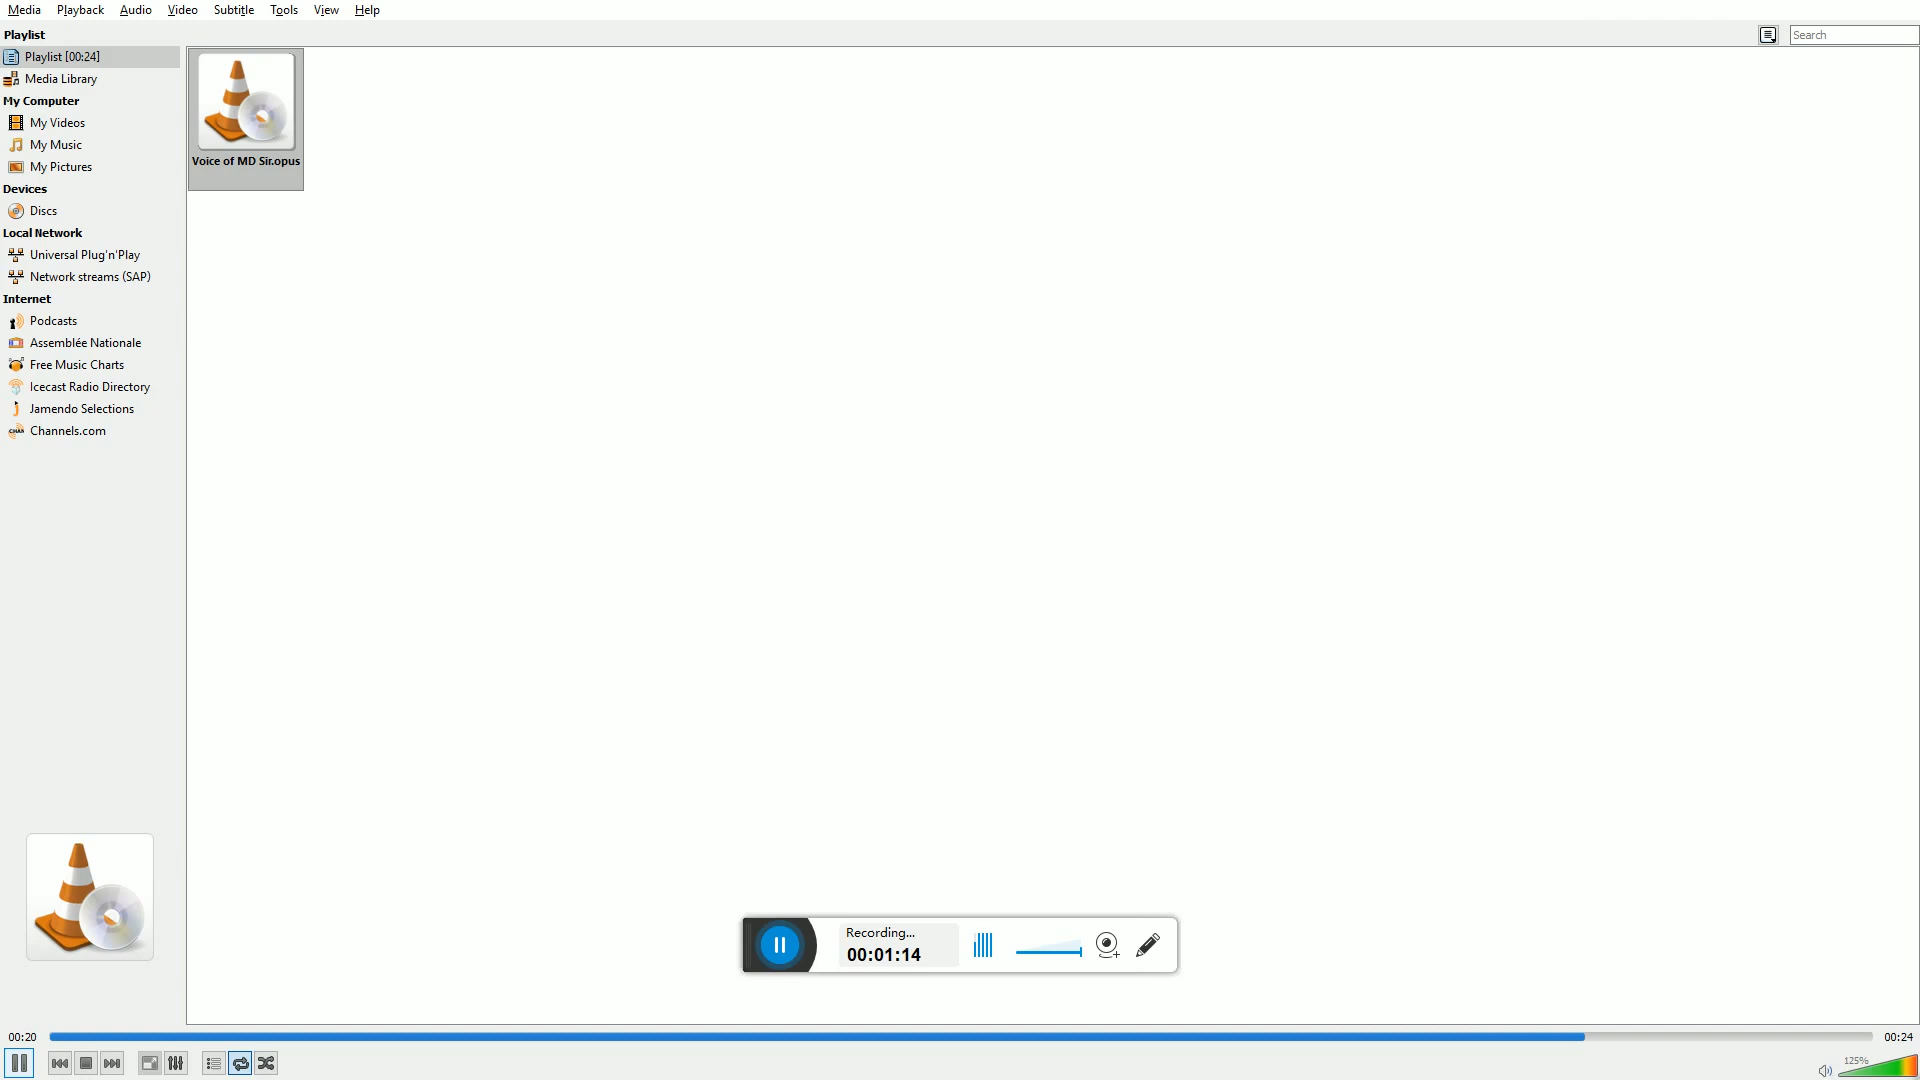 Media Playback Audio Video Subtitle Tools View Help
Playlist
Search
Playlist [00:24]
Media Library
My Computer
My Videos
My Music
My Pictures
Devices
Discs
Local Network
Universal Plug'n'Play
Network streams (SAP)
Internet
Podcasts
Assemblée Nationale
Free Music Charts
Icecast Radio Directory
Jamendo Selections
Channels.com
Voice of MD Sir.opus
Recording...
00:01:14
00:20
00:24
125%